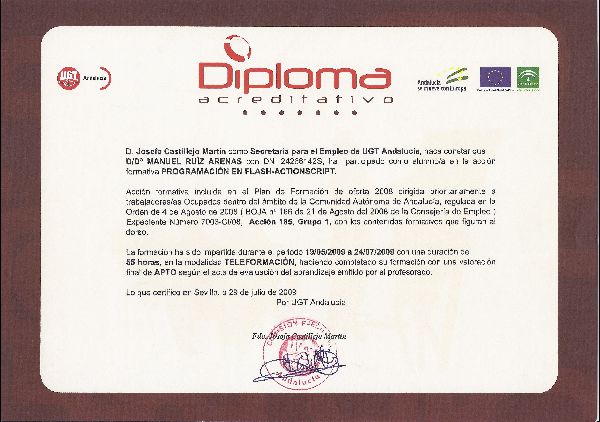 UGT Andalucía
Diploma
acreditativo
Andalucía
se mueve con Europa
D. Josefa Castillejo Martín como Secretaria para el Empleo de UGT Andalucía, hace constar que
D/Dª MANUEL RUÍZ ARENAS con DNI 24268142S, ha participado como alumno/a en la acción
formativa PROGRAMACIÓN EN FLASH-ACTIONSCRIPT.
Acción formativa incluida en el Plan de Formación de oferta 2008 dirigida prioritariamente a
trabajadores/as Ocupados dentro del ámbito de la Comunidad Autónoma de Andalucía, regulada en la
Orden de 4 de Agosto de 2008 ( BOJA nº 166 de 21 de Agosto del 2008 de la Consejería de Empleo )
Expediente Número Acción 185, Grupo 1, con los contenidos formativos que figuran al
dorso.
La formación ha sido impartida durante el periodo 19/05/2009 a 24/07/2009 con una duración de
55 horas, en la modalidad TELEFORMACIÓN, haciendo completado su formación con una valoración
final de APTO según el acta de evaluación del aprendizaje emitido por el profesorado.
Lo que certifico en Sevilla, a 28 de julio de 2009
Por UGT Andalucía
Fdo. Josefa Castillejo Martín
Andalucía